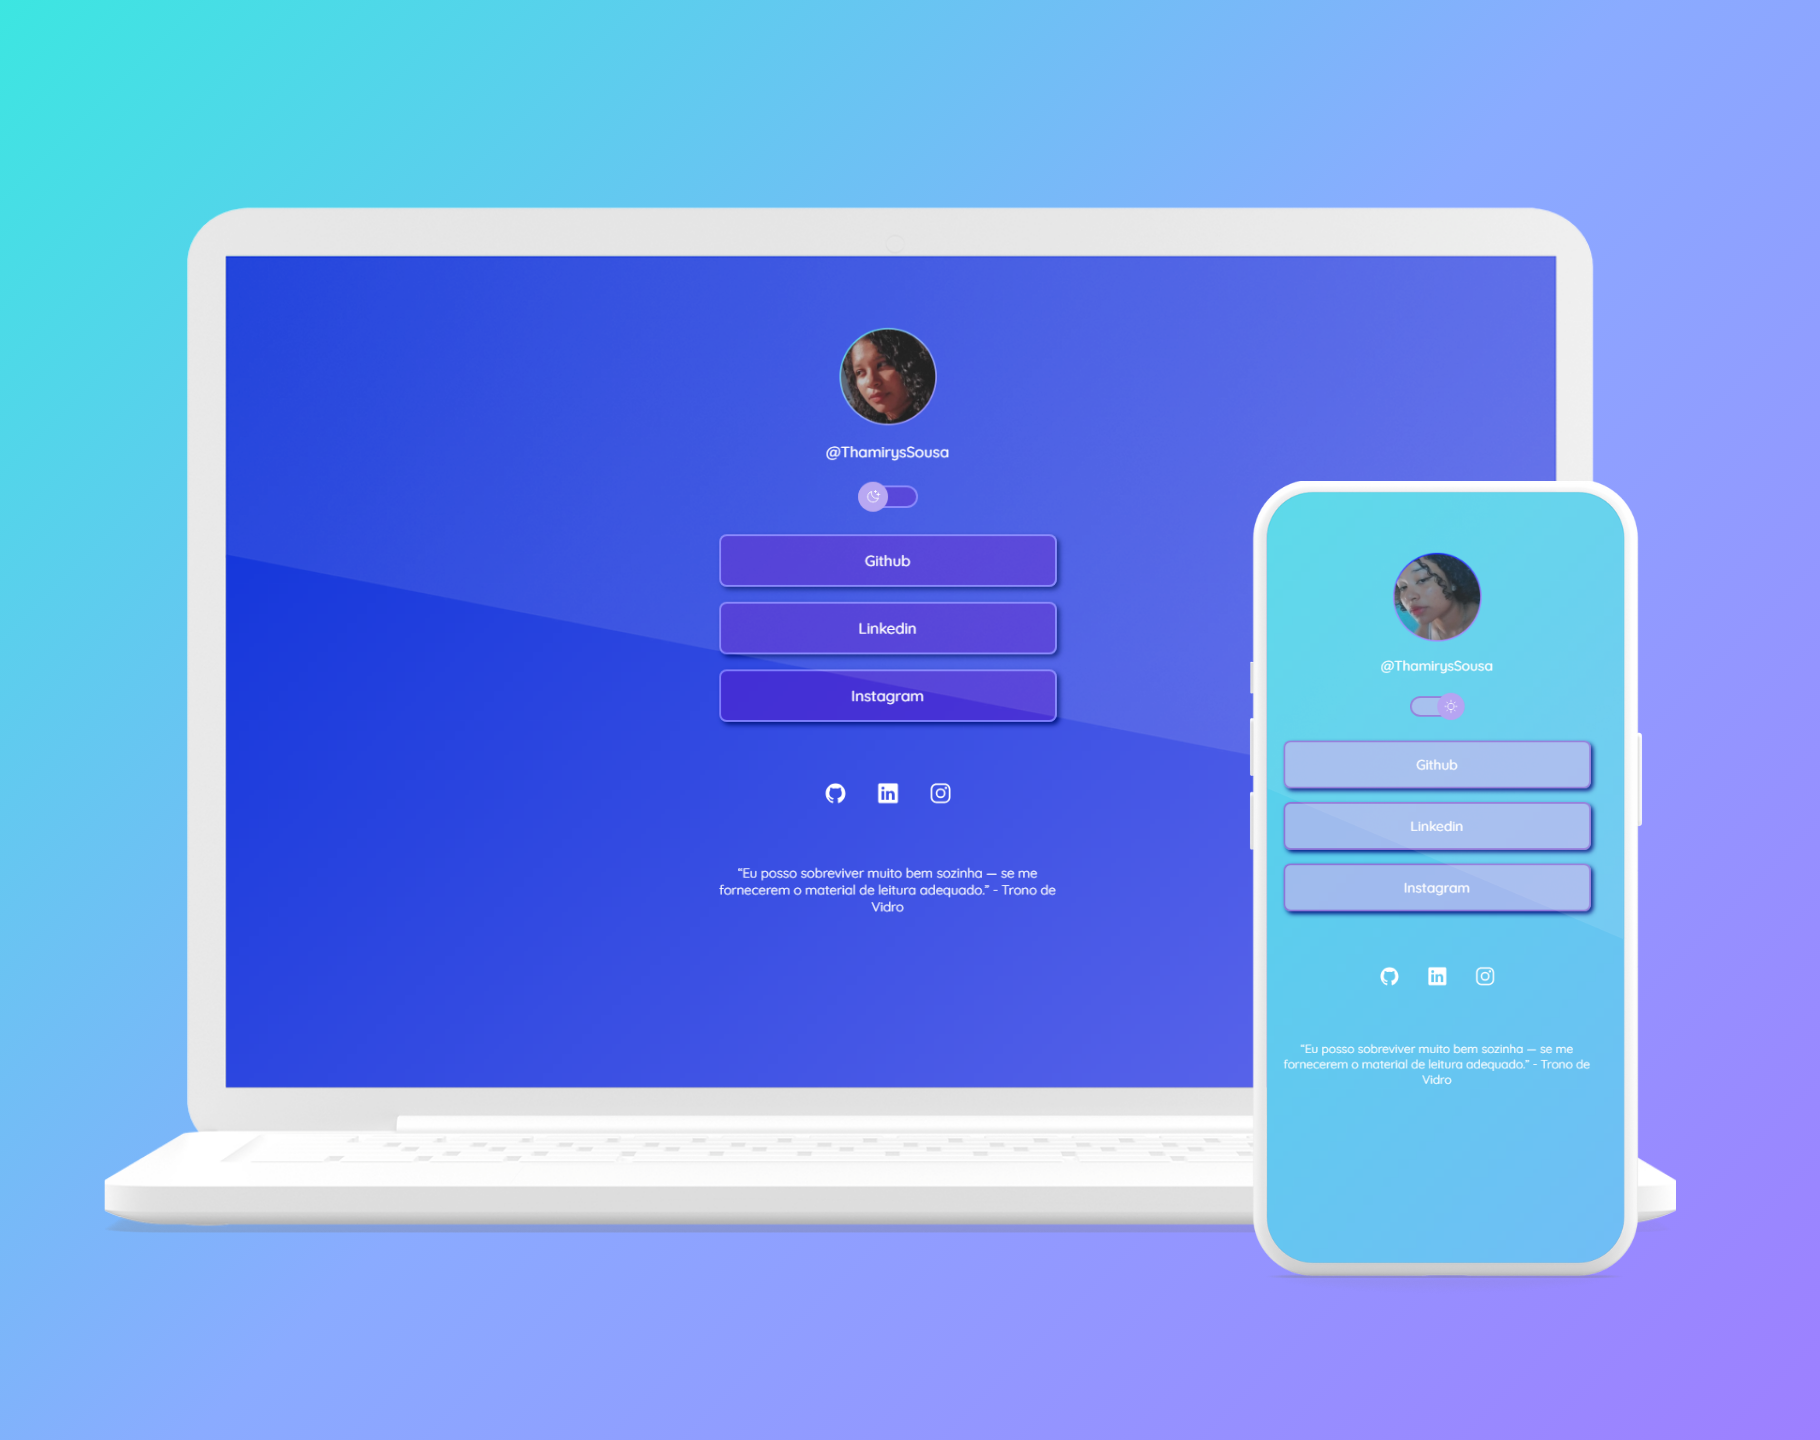 @ThamirysSousa
Github
Linkedin
Instagram
“Eu posso sobreviver muito bem sozinha — se me
fornecerem o material de leitura adequado.” - Trono de
Vidro
@ThamirysSousa
Github
Linkedin
Instagram
“Eu posso sobreviver muito bem sozinha — se me
fornecerem o material de leitura adequado.” - Trono de
Vidro